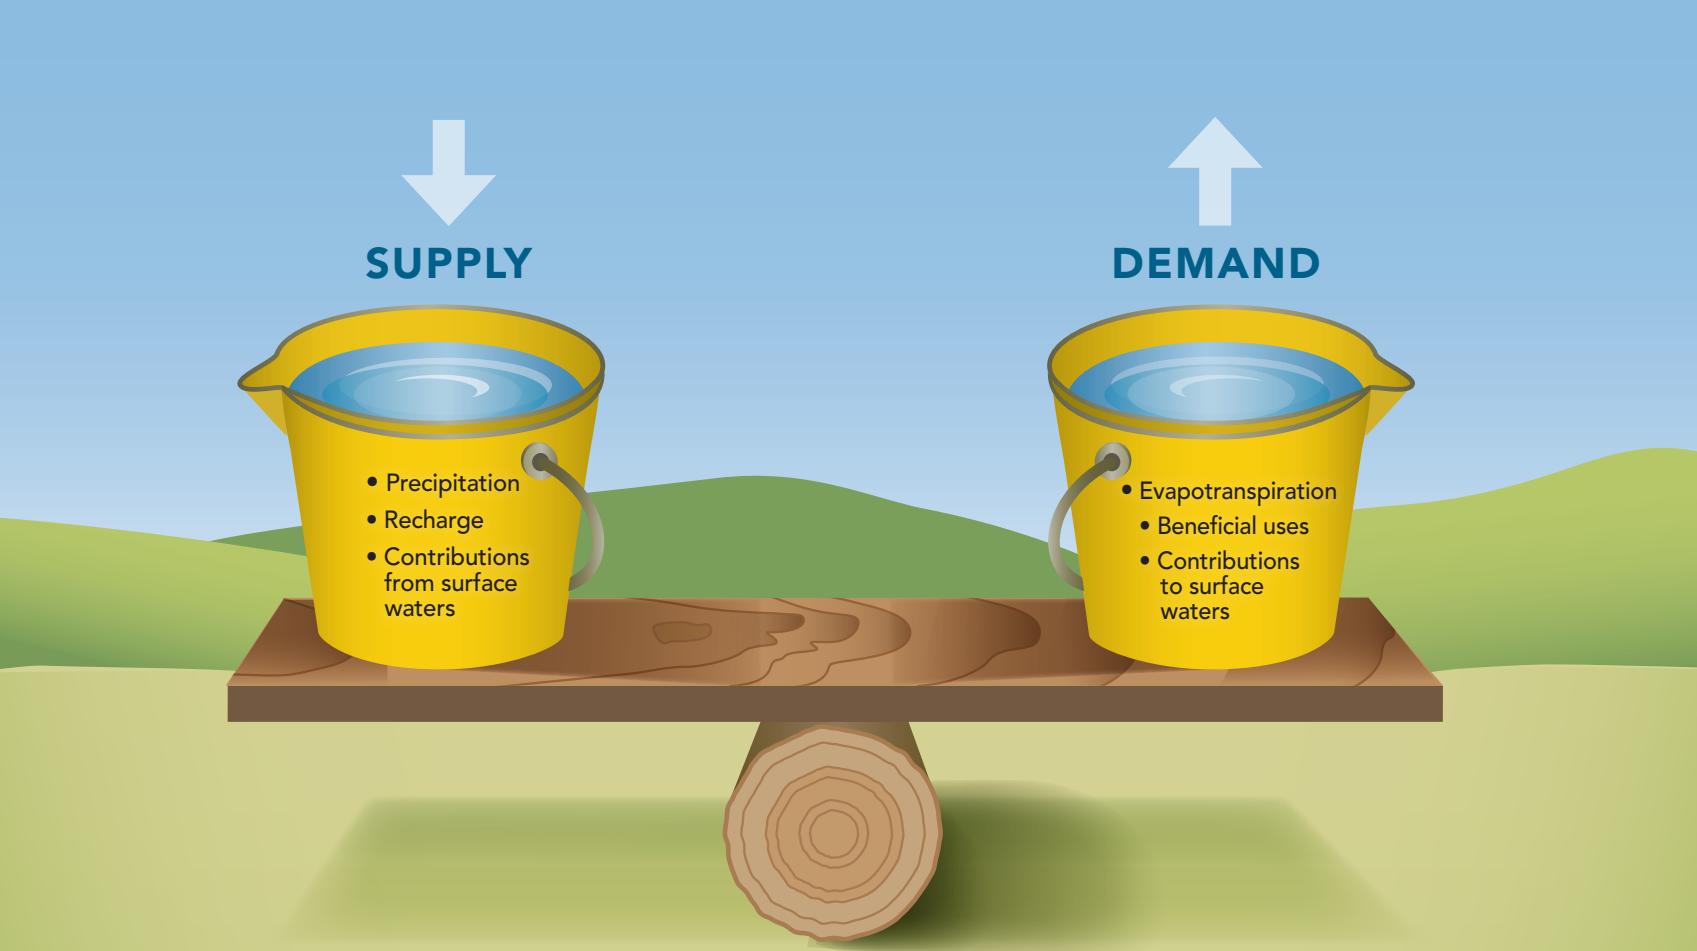 SUPPLY
• Precipitation
• Recharge
• Contributions
from surface
waters
DEMAND
• Evapotranspiration
• Beneficial uses
• Contributions
to surface
waters